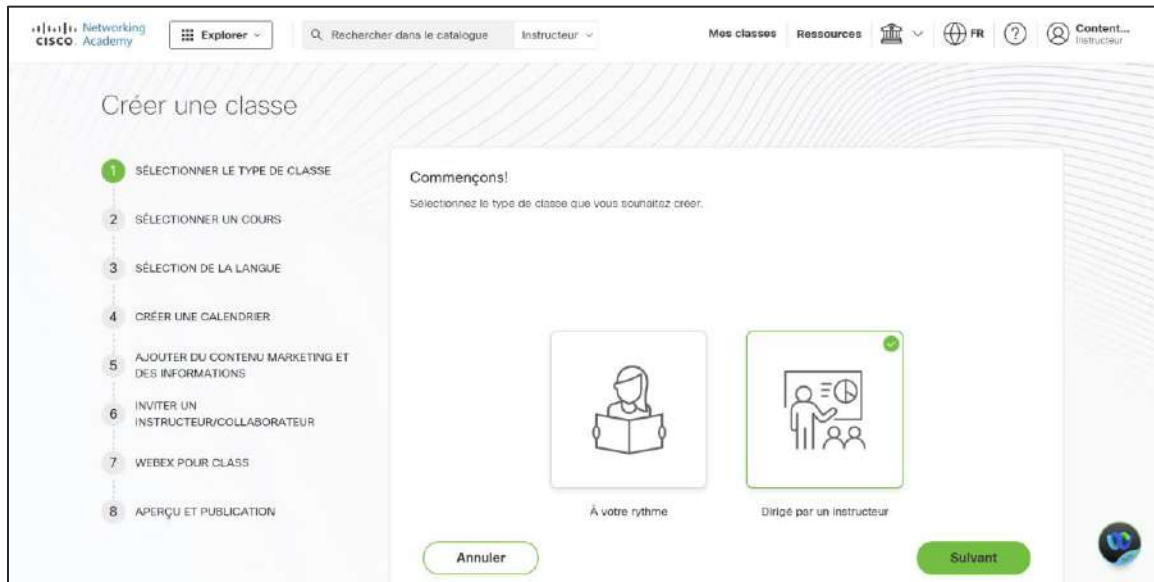 Networking
CISCO Academy
Explorer
Rechercher dans le catalogue
Instructeur
Mes classes
Ressources
FR
?
Content...
Instructeur
Créer une classe
1 SÉLECTIONNER LE TYPE DE CLASSE
2 SÉLECTIONNER UN COURS
3 SÉLECTION DE LA LANGUE
4 CRÉER UNE CALENDRIER
5 AJOUTER DU CONTENU MARKETING ET
DES INFORMATIONS
6 INVITER UN
INSTRUCTEUR/COLLABORATEUR
7 WEBEX POUR CLASS
8 APERÇU ET PUBLICATION
Commençons!
Sélectionnez le type de classe que vous souhaitez créer.
À votre rythme
Dirigé par un instructeur
Annuler
Suivant